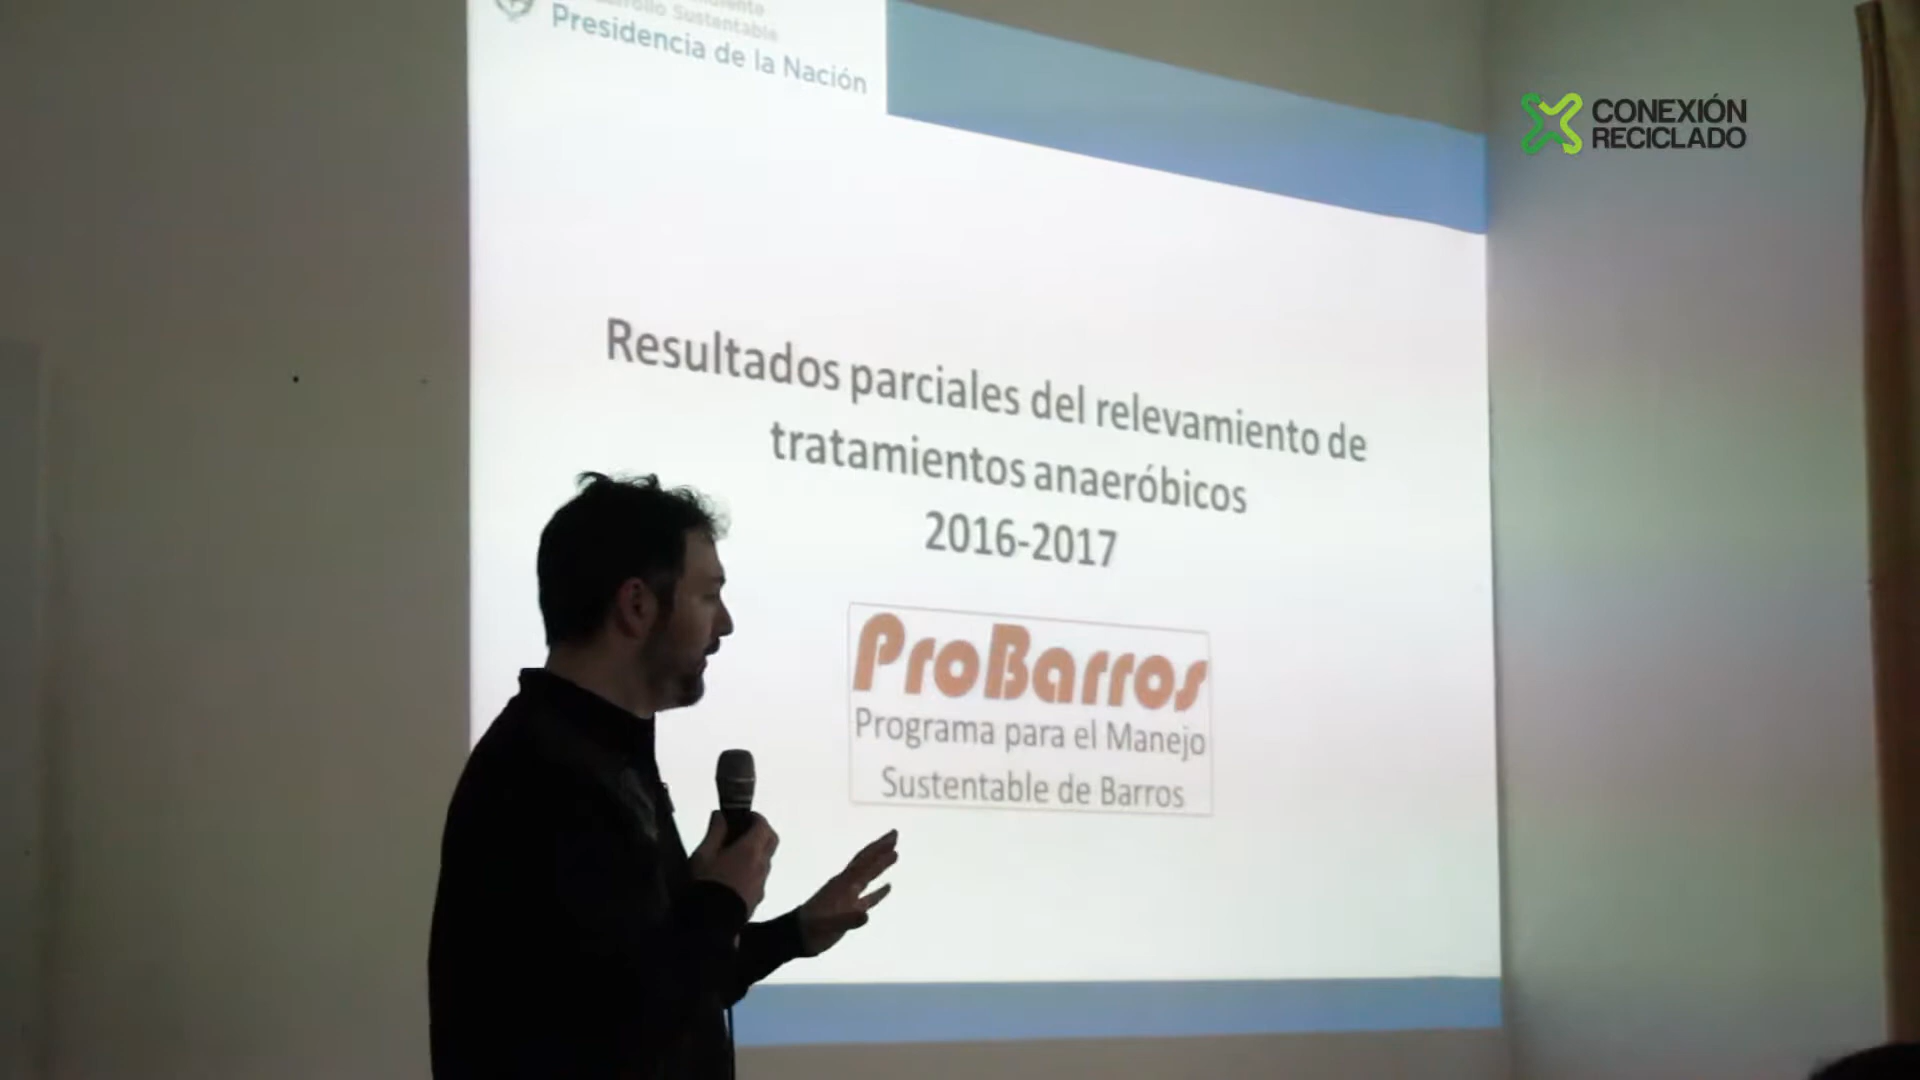 Sustentable
Presidencia de la Nación
CONEXIÓN
RECICLADO
Resultados parciales del relevamiento de
tratamientos anaeróbicos
2016-2017
ProBarros
Programa para el Manejo
Sustentable de Barros